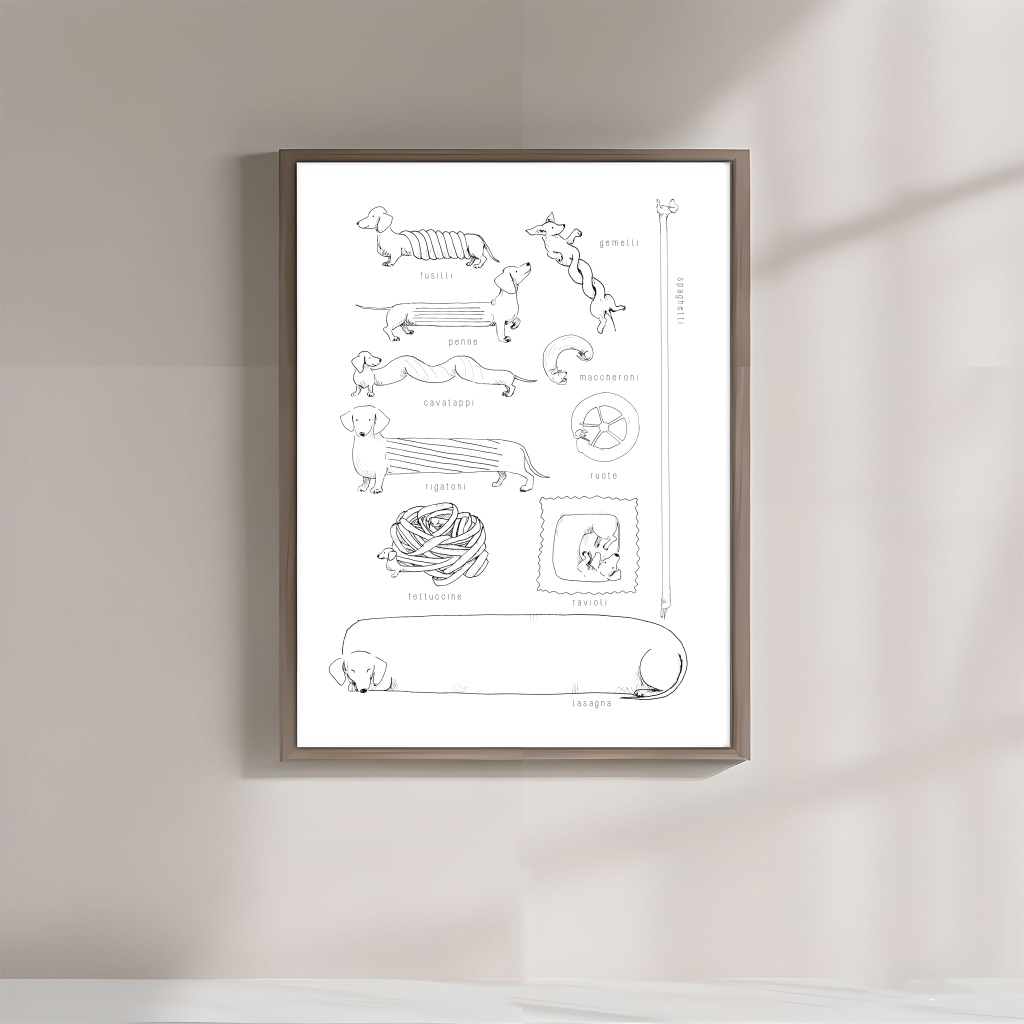 fusilli
gemelli
spaghetti
penne
maccheroni
cavatappi
ruote
rigatoni
fettuccine
ravioli
lasagna